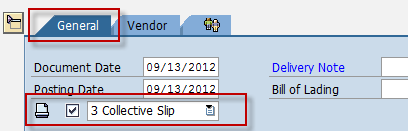 General Vendor
Document Date 09/13/2012 Delivery Note
Posting Date 09/13/2012 Bill of Lading
3 Collective Slip